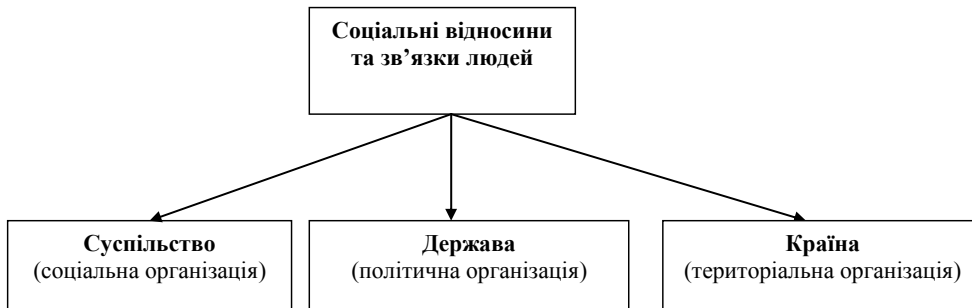 Соціальні відносини
та зв’язки людей
Суспільство
(соціальна організація)
Держава
(політична організація)
Країна
(територіальна організація)